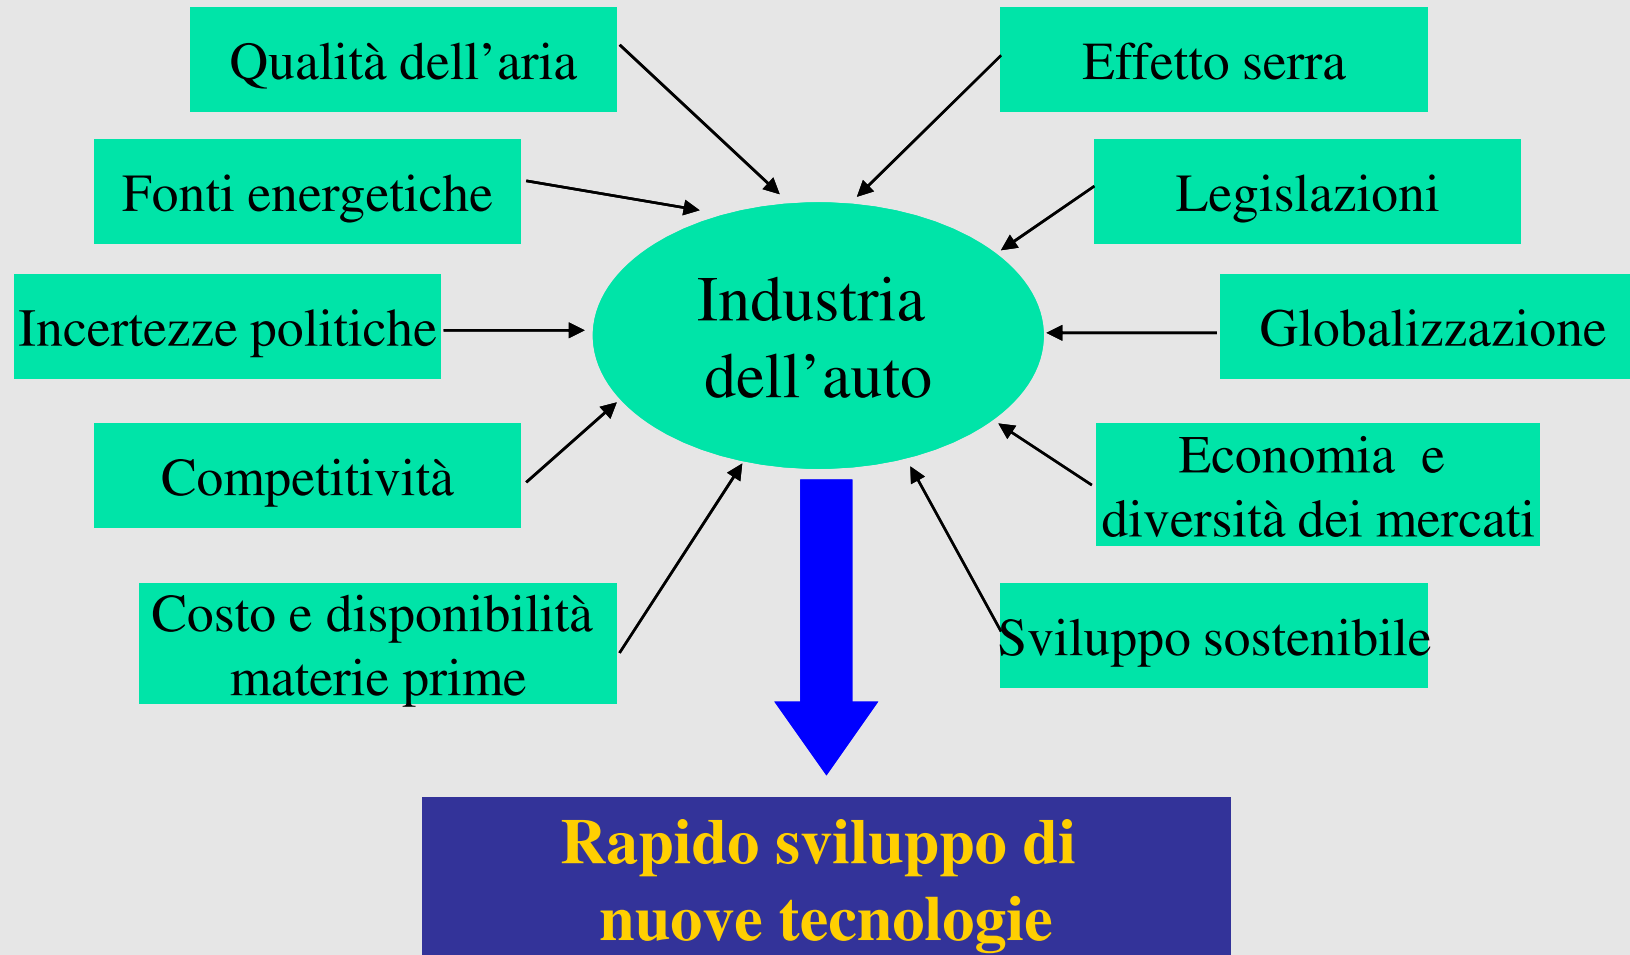 Qualità dell’aria
Effetto serra
Fonti energetiche
Legislazioni
Industria
dell’auto
Incertezze politiche
Globalizzazione
Competitività
Economia  e
diversità dei mercati
Costo e disponibilità
materie prime
Sviluppo sostenibile
Rapido sviluppo di
nuove tecnologie